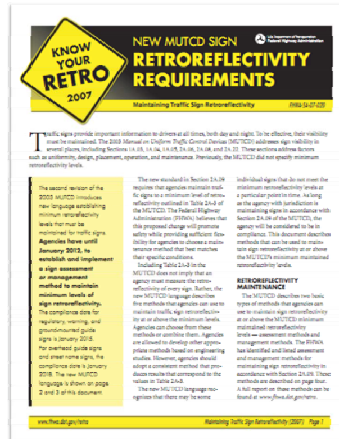 KNOW
YOUR
RETRO
2007
NEW MUTCD SIGN
RETROREFLECTIVITY
REQUIREMENTS
U.S. Department of Transportation
Federal Highway Administration
Maintaining Traffic Sign Retroreflectivity
FHWA-SA-07-020
Traffic signs provide important information to drivers at all times, both day and night. To be effective, their visibility
must be maintained. The 2003 Manual on Uniform Traffic Control Devices (MUTCD) addresses sign visibility in
several places, including Sections 1A.03, 1A.04, 1A.05, 2A.06, 2A.08, and 2A.22. These sections address factors
such as uniformity, design, placement, operation, and maintenance. Previously, the MUTCD did not specify minimum
retroreflectivity levels.
The second revision of the
2003 MUTCD introduces
new language establishing
minimum retroreflectivity
levels that must be
maintained for traffic signs.
Agencies have until
January 2012, to
establish and implement
a sign assessment
or management
method to maintain
minimum levels of
sign retroreflectivity.
The compliance date for
regulatory, warning, and
ground-mounted guide
signs is January 2015.
For overhead guide signs
and street name signs, the
compliance date is January
2018. The new MUTCD
language is shown on page
2 and 3 of this document.
The new standard in Section 2A.09
requires that agencies maintain traf-
fic signs to a minimum level of retro-
reflectivity outlined in Table 2A-3 of
the MUTCD. The Federal Highway
Administration (FHWA) believes that
this proposed change will promote
safety while providing sufficient flex-
ibility for agencies to choose a main-
tenance method that best matches
their specific conditions.
Including Table 2A-3 in the
MUTCD does not imply that an
agency must measure the retro-
reflectivity of every sign. Rather, the
new MUTCD language describes
five methods that agencies can use to
maintain traffic sign retroreflectiv-
ity at or above the minimum levels.
Agencies can choose from these
methods or combine them. Agencies
are allowed to develop other appro-
priate methods based on engineering
studies. However, agencies should
adopt a consistent method that pro-
duces results that correspond to the
values in Table 2A-3.
The new MUTCD language rec-
ognizes that there may be some
individual signs that do not meet the
minimum retroreflectivity levels at
a particular point in time. As long
as the agency with jurisdiction is
maintaining signs in accordance with
Section 2A.09 of the MUTCD, the
agency will be considered to be in
compliance. This document describes
methods that can be used to main-
tain sign retroreflectivity at or above
the MUTCD's minimum maintained
retroreflectivity levels.
RETROREFLECTIVITY
MAINTENANCE
The MUTCD describes two basic
types of methods that agencies can
use to maintain sign retroreflectivity
at or above the MUTCD minimum
maintained retroreflectivity
levels — assessment methods and
management methods. The FHWA
has identified and listed assessment
and management methods for
maintaining sign retroreflectivity in
accordance with Section 2A.09. These
methods are described on page four.
A full report on these methods can be
found at www.fhwa.dot.gov/retro.
www.fhwa.dot.gov/retro
Maintaining Traffic Sign Retroreflectivity (2007) Page 1